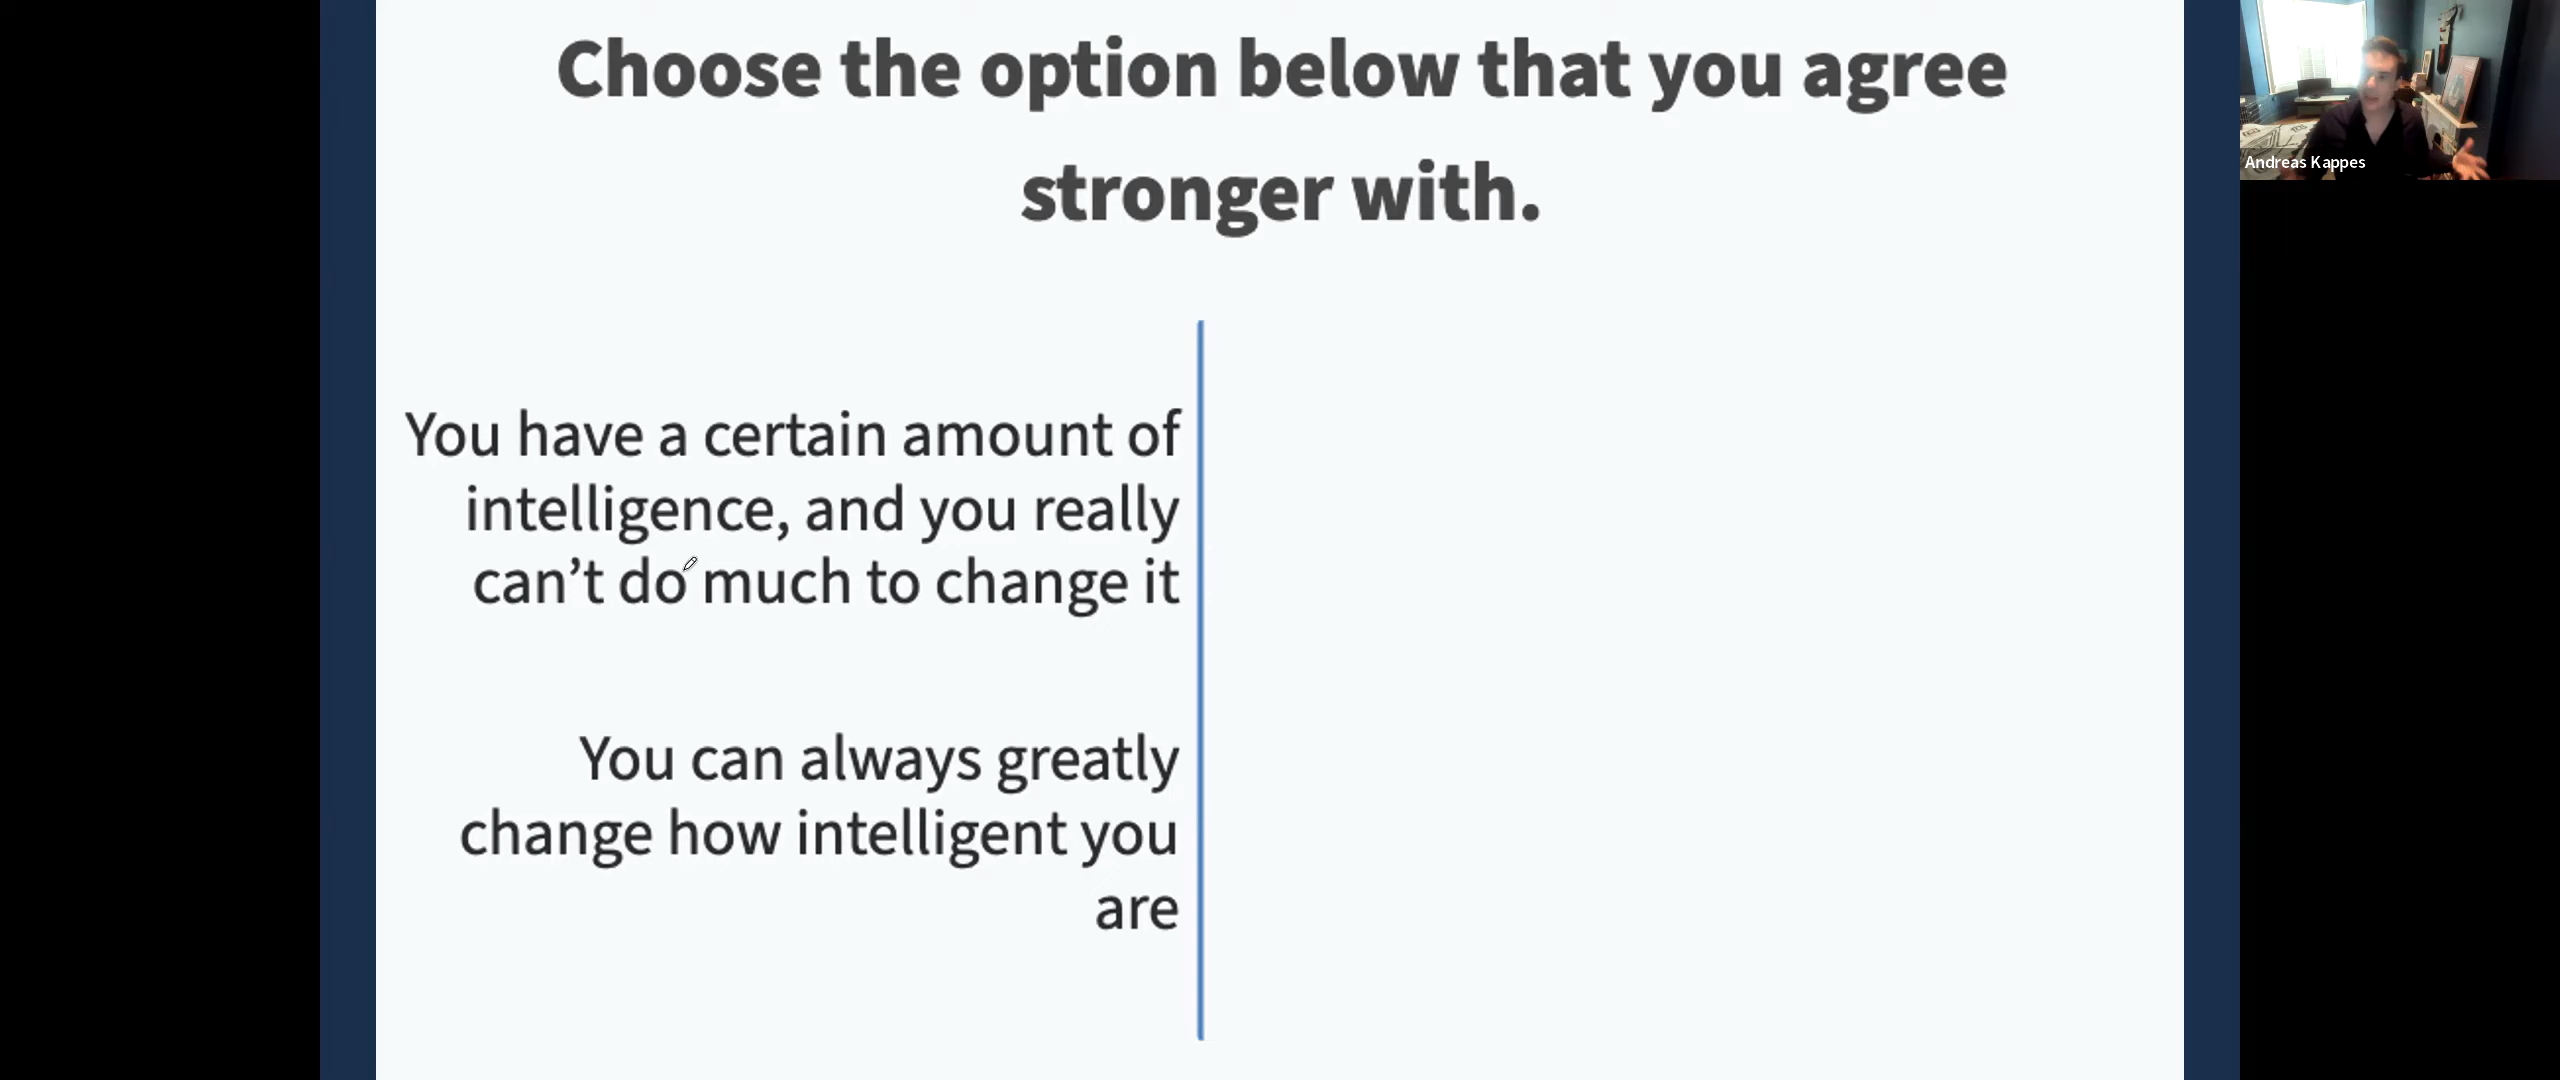 Choose the option below that you agree
stronger with.
You have a certain amount of
intelligence, and you really
can’t do much to change it
You can always greatly
change how intelligent you
are
Andreas Kappes